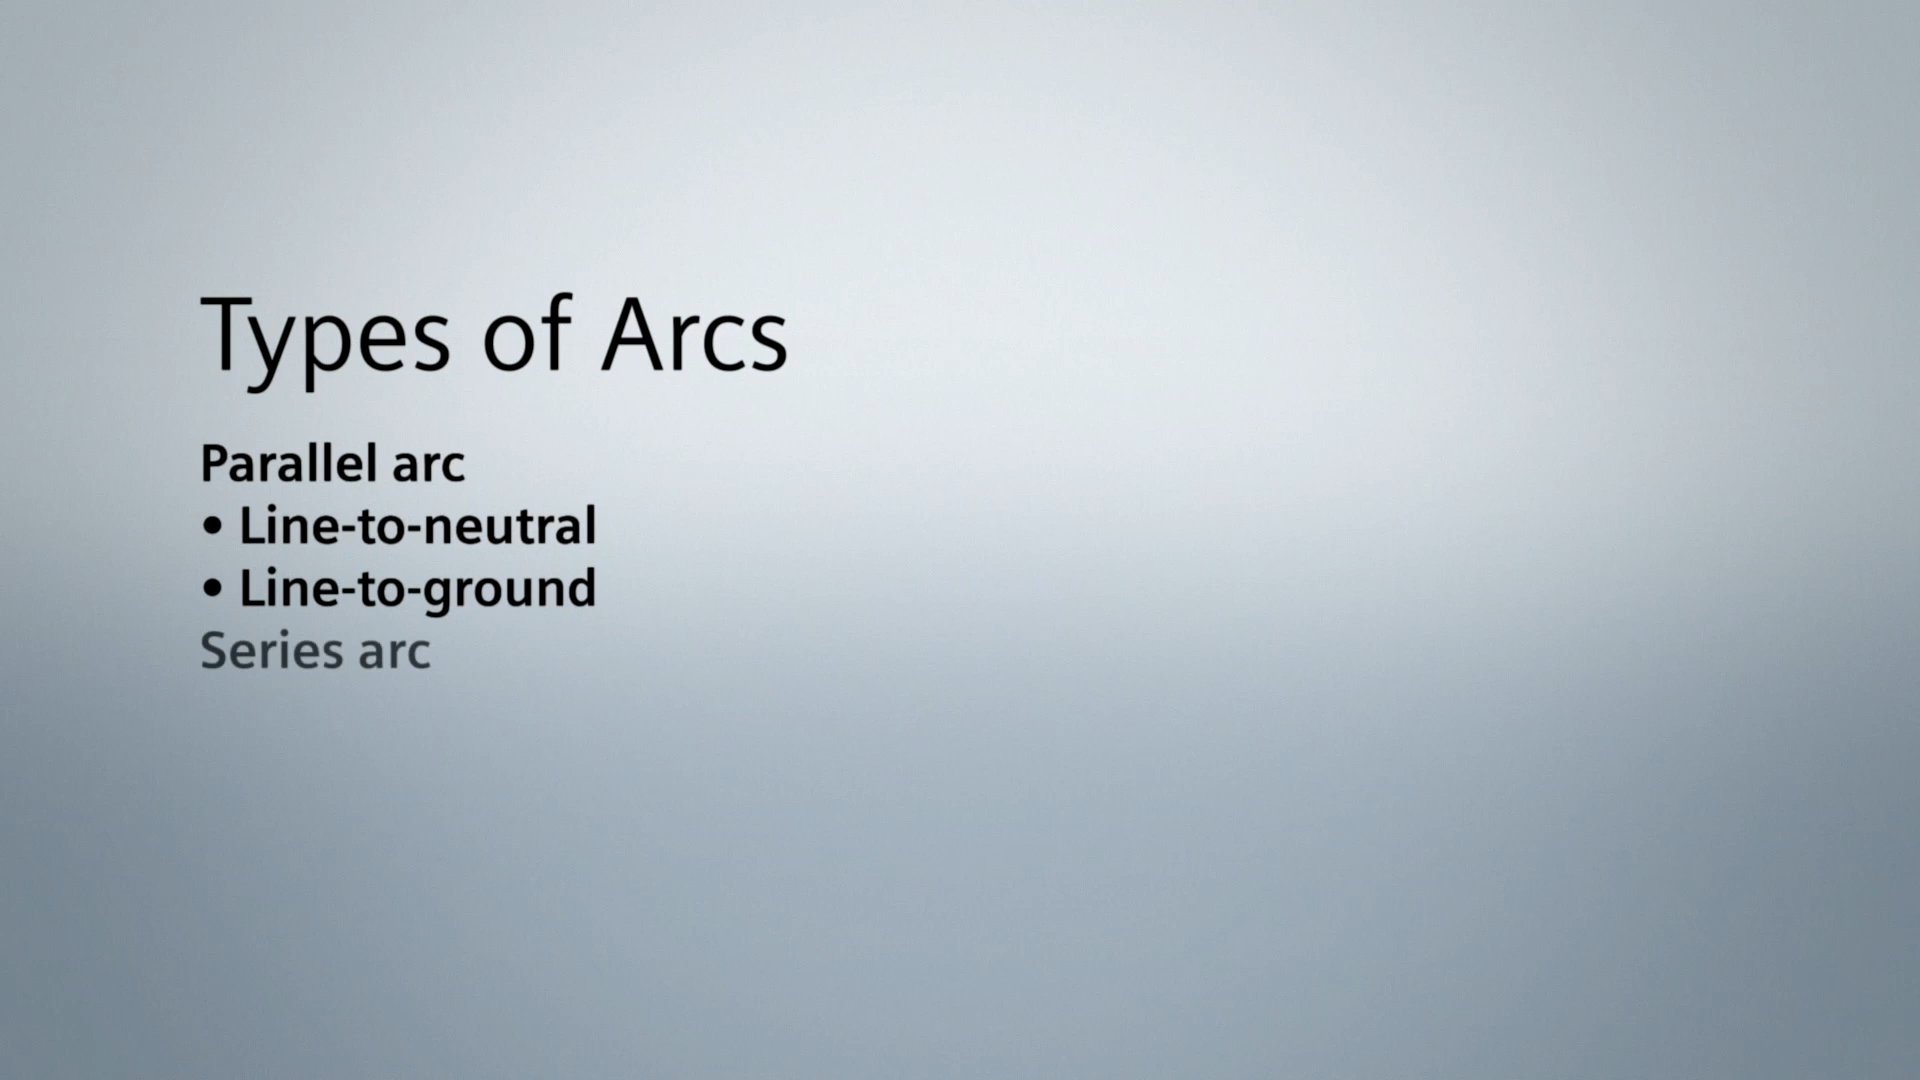 Types of Arcs
Parallel arc
• Line-to-neutral
• Line-to-ground
Series arc